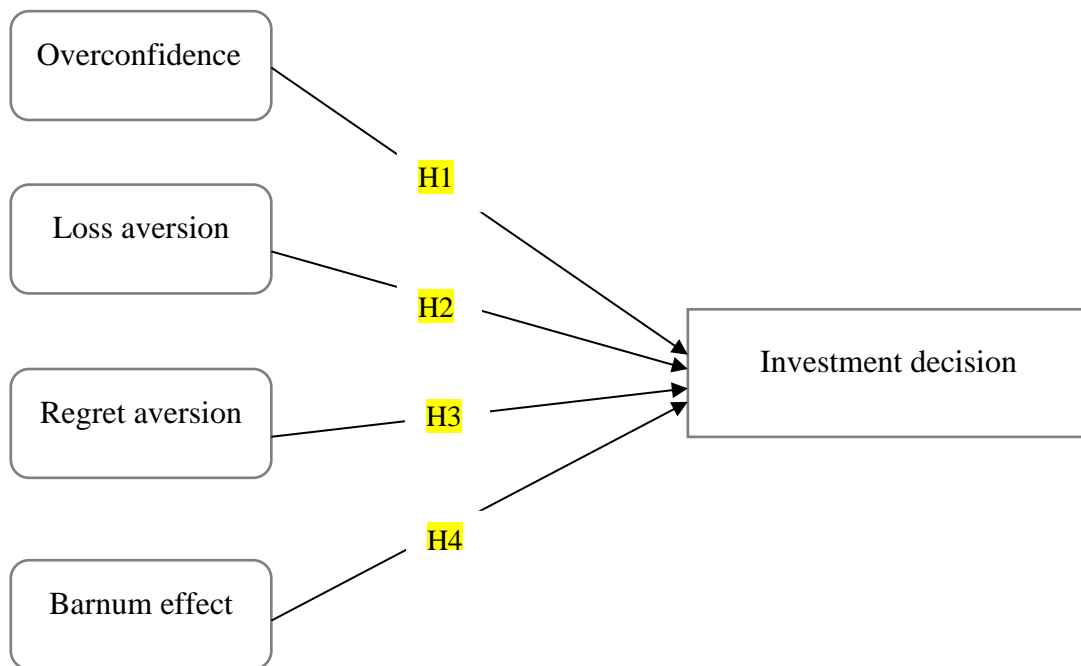 Overconfidence
H1
Loss aversion
H2
Investment decision
Regret aversion
H3
H4
Barnum effect